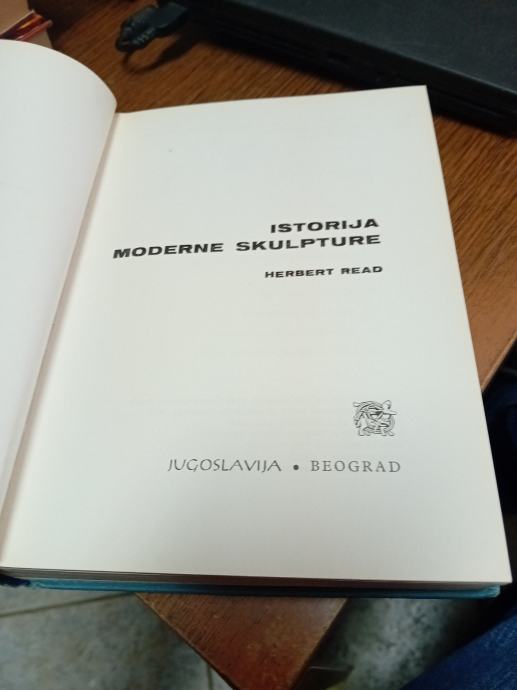 ISTORIJA
MODERNE SKULPTURE
HERBERT READ
JUGOSLAVIJA • BEOGRAD